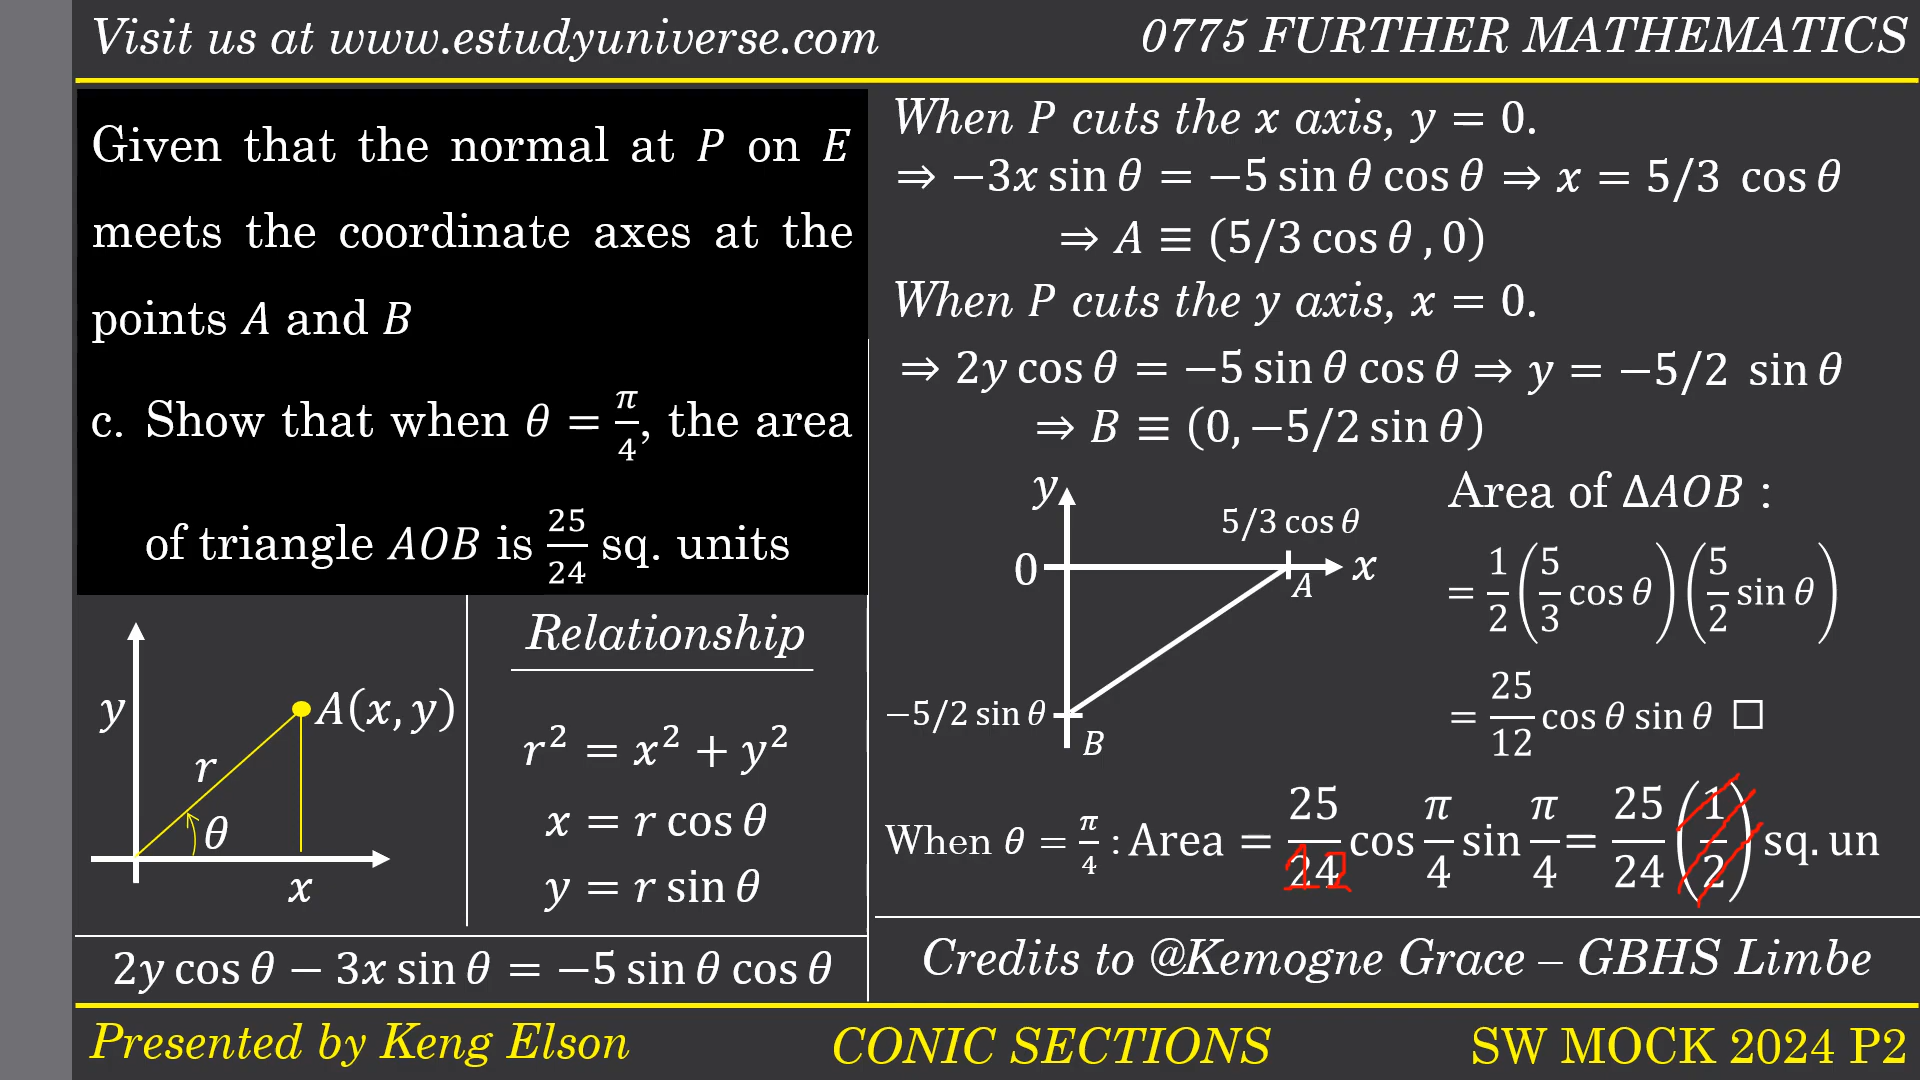 Visit us at www.estudyuniverse.com
0775 FURTHER MATHEMATICS
Given that the normal at P on E
meets the coordinate axes at the
points A and B
c. Show that when θ = π/4, the area
of triangle AOB is 25/24 sq. units
y
r
θ
A(x, y)
x
Relationship
r² = x² + y²
x = r cos θ
y = r sin θ
2y cos θ − 3x sin θ = −5 sin θ cos θ
When P cuts the x axis, y = 0.
⇒ −3x sin θ = −5 sin θ cos θ ⇒ x = 5/3 cos θ
⇒ A ≡ (5/3 cos θ , 0)
When P cuts the y axis, x = 0.
⇒ 2y cos θ = −5 sin θ cos θ ⇒ y = −5/2 sin θ
⇒ B ≡ (0, −5/2 sin θ)
y
5/3 cos θ
0
x
A
−5/2 sin θ
B
Area of ΔAOB :
= 1/2 (5/3 cos θ) (5/2 sin θ)
= 25/12 cos θ sin θ □
When θ = π/4 : Area = 25/24 cos π/4 sin π/4 = 25/24 (1/2) sq. un
12
Credits to @Kemogne Grace – GBHS Limbe
Presented by Keng Elson
CONIC SECTIONS
SW MOCK 2024 P2